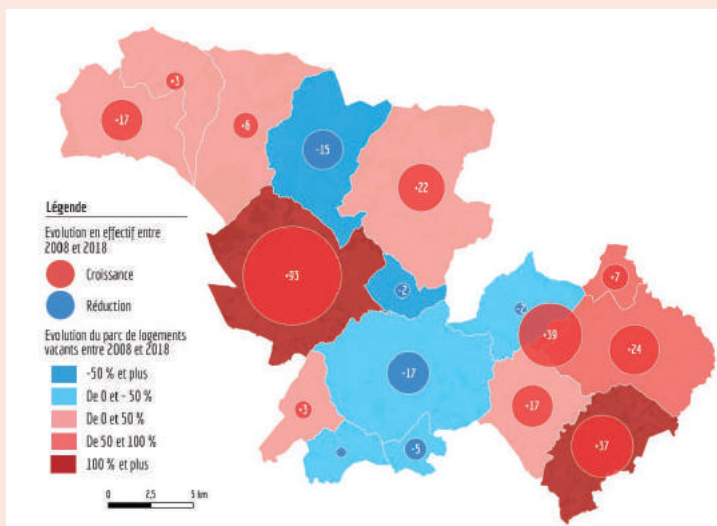 +3
+17
+6
-15
+22
+93
-2
-2
+7
+39
+24
-17
+3
+17
-5
+37
Légende
Evolution en effectif entre
2008 et 2018
Croissance
Réduction
Evolution du parc de logements
vacants entre 2008 et 2018
-50 % et plus
De 0 et - 50 %
De 0 et 50 %
De 50 et 100 %
100 % et plus
0 2,5 5 km